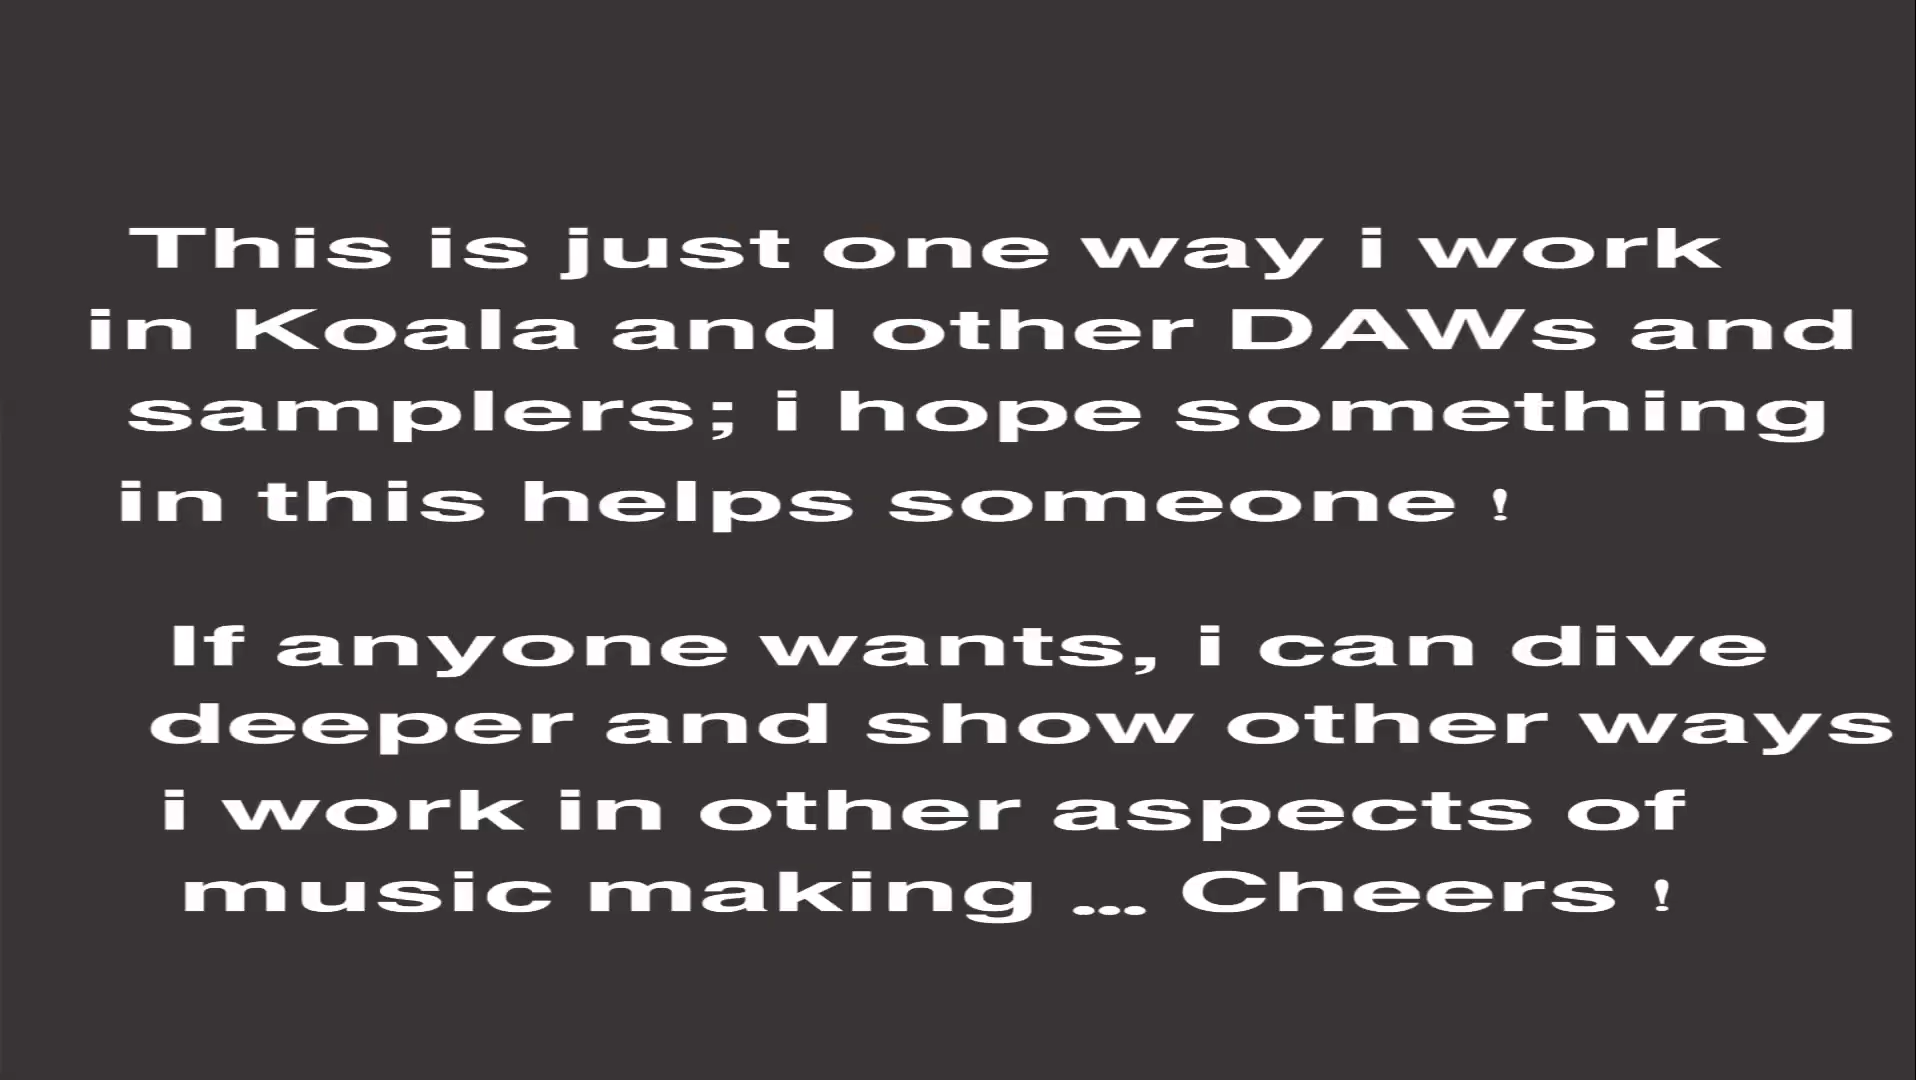 This is just one way i work
in Koala and other DAWs and
samplers; i hope something
in this helps someone !
If anyone wants, i can dive
deeper and show other ways
i work in other aspects of
music making ... Cheers !